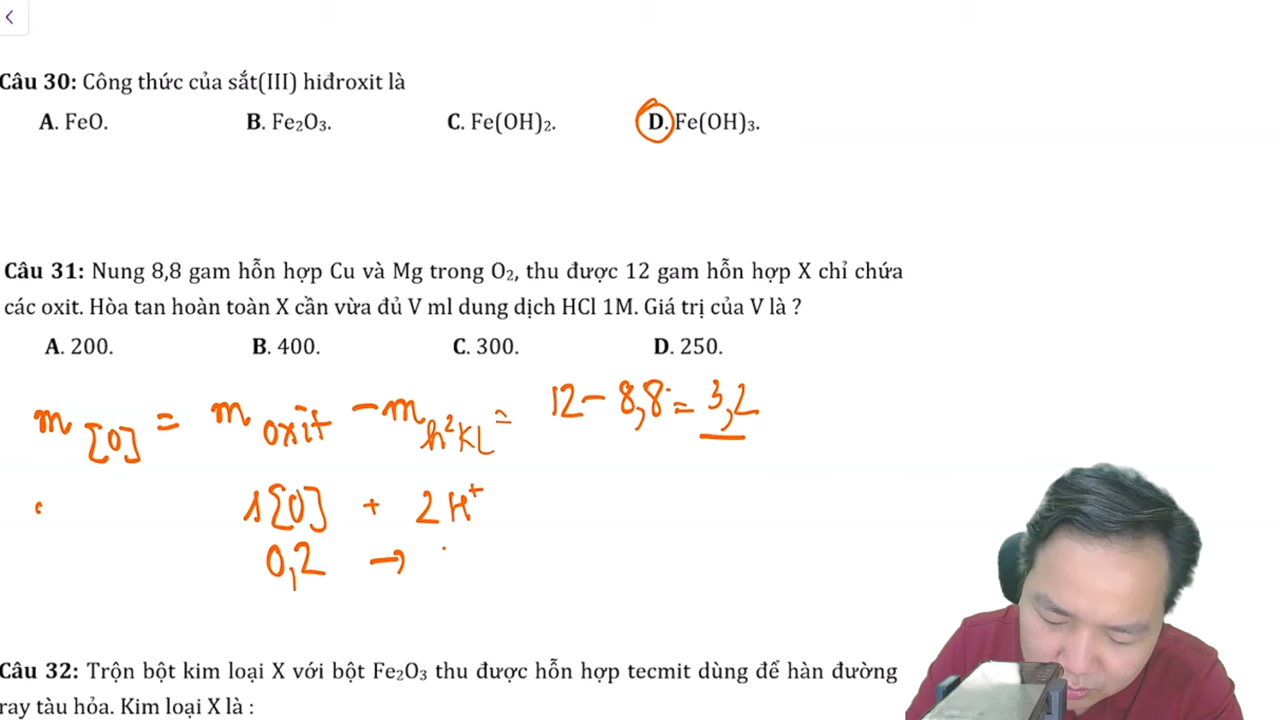 Câu 30: Công thức của sắt(III) hiđroxit là
A. FeO. B. Fe₂O₃. C. Fe(OH)₂. D. Fe(OH)₃.
Câu 31: Nung 8,8 gam hỗn hợp Cu và Mg trong O₂, thu được 12 gam hỗn hợp X chỉ chứa
các oxit. Hòa tan hoàn toàn X cần vừa đủ V ml dung dịch HCl 1M. Giá trị của V là ?
A. 200. B. 400. C. 300. D. 250.
m [O] = m oxit - m h² KL = 12 - 8,8 = 3,2
1[O] + 2H⁺
0,2 →
Câu 32: Trộn bột kim loại X với bột Fe₂O₃ thu được hỗn hợp tecmit dùng để hàn đường
ray tàu hỏa. Kim loại X là :